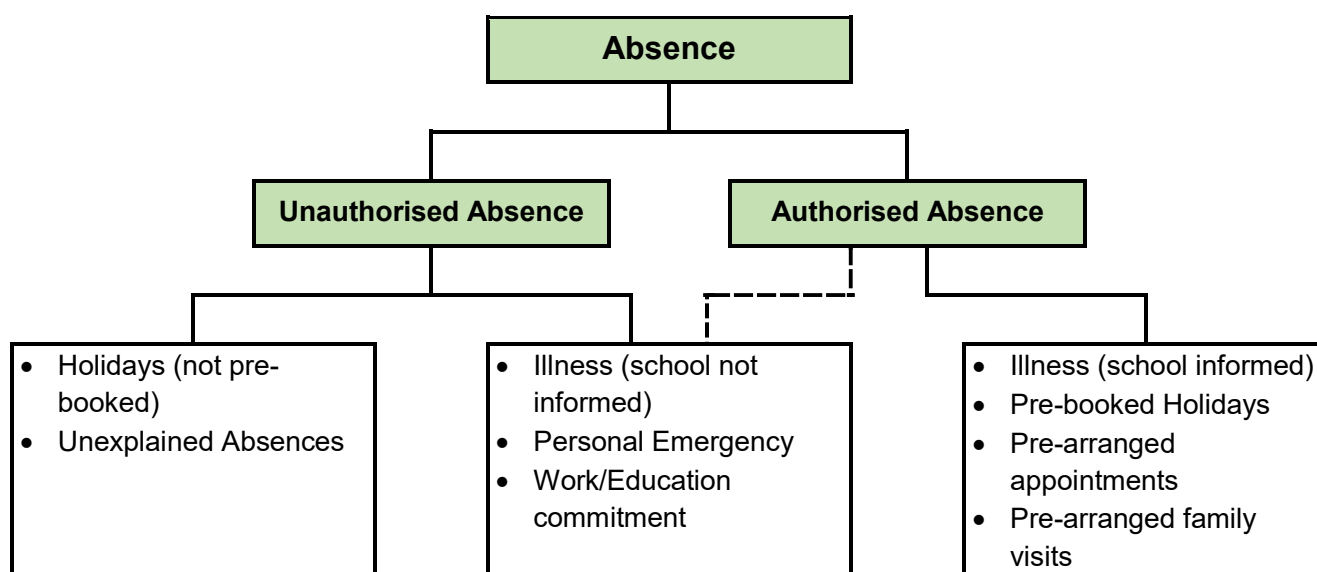 Absence
Unauthorised Absence
Authorised Absence
• Holidays (not pre-
booked)
• Unexplained Absences
• Illness (school not
informed)
• Personal Emergency
• Work/Education
commitment
• Illness (school informed)
• Pre-booked Holidays
• Pre-arranged
appointments
• Pre-arranged family
visits